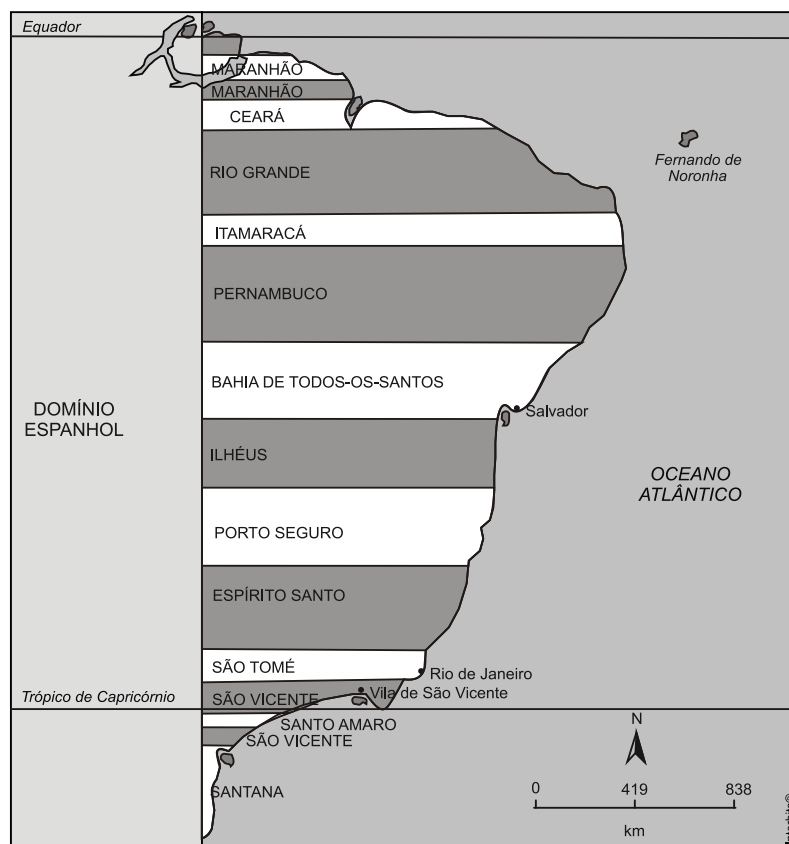 Equador
MARANHÃO
MARANHÃO
CEARÁ
RIO GRANDE
Fernando de
Noronha
ITAMARACÁ
PERNAMBUCO
BAHIA DE TODOS-OS-SANTOS
Salvador
DOMÍNIO
ESPANHOL
ILHÉUS
OCEANO
ATLÂNTICO
PORTO SEGURO
ESPÍRITO SANTO
SÃO TOMÉ
Rio de Janeiro
Trópico de Capricórnio
SÃO VICENTE
Vila de São Vicente
SANTO AMARO
SÃO VICENTE
SANTANA
N
0 419 838
km